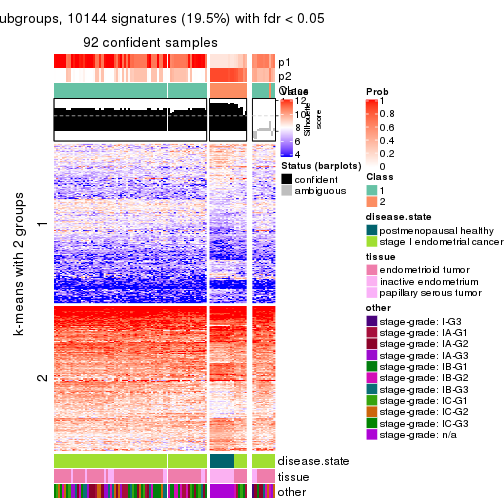 ubgroups, 10144 signatures (19.5%) with fdr < 0.05
92 confident samples
p1
p2
Class
Value
12
10
8
6
4
Silhouette
score
Status (barplots)
confident
ambiguous
Prob
1
0.8
0.6
0.4
0.2
0
Class
1
2
disease.state
postmenopausal healthy
stage I endometrial cancer
tissue
endometrioid tumor
inactive endometrium
papillary serous tumor
other
stage-grade: I-G3
stage-grade: IA-G1
stage-grade: IA-G2
stage-grade: IA-G3
stage-grade: IB-G1
stage-grade: IB-G2
stage-grade: IB-G3
stage-grade: IC-G1
stage-grade: IC-G2
stage-grade: IC-G3
stage-grade: n/a
k-means with 2 groups
1
2
disease.state
tissue
other